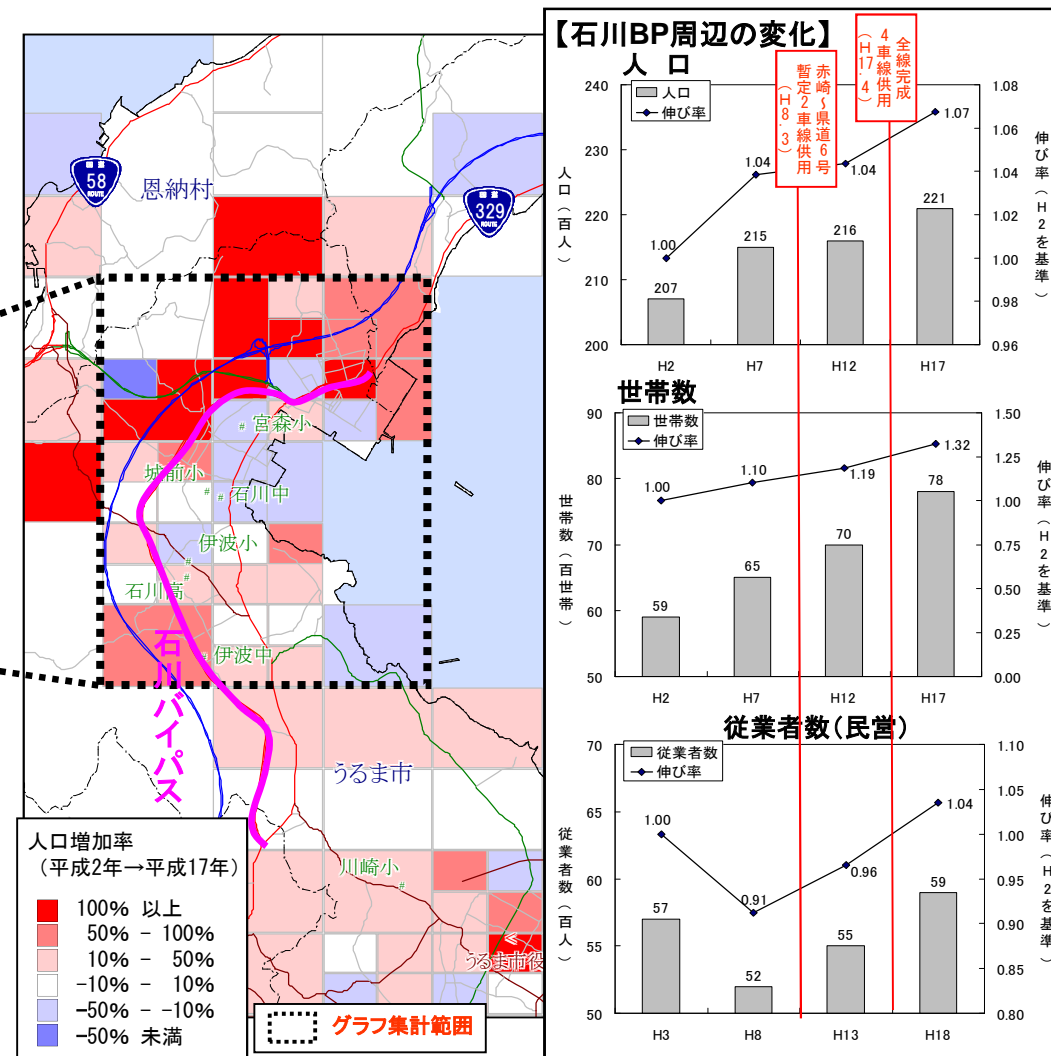 国道
58
ROUTE
恩納村
国道
329
ROUTE
宮森小
城前小
石川中
伊波小
石川高
伊波中
石川バイパス
うるま市
川崎小
うるま市役
人口増加率
（平成2年→平成17年）
100% 以上
50% - 100%
10% - 50%
-10% - 10%
-50% - -10%
-50% 未満
グラフ集計範囲
【石川BP周辺の変化】
赤崎～県道6号
暫定2車線供用
(H8.3)
全線完成
4車線供用
(H17.4)
人 口
人口
伸び率
人口（百人）
伸び率（H2を基準）
240
230
220
210
200
1.08
1.06
1.04
1.02
1.00
0.98
0.96
1.00
1.04
1.04
1.07
207
215
216
221
H2
H7
H12
H17
世帯数
世帯数
伸び率
世帯数（百世帯）
伸び率（H2を基準）
90
80
70
60
50
1.50
1.25
1.00
0.75
0.50
0.25
0.00
1.00
1.10
1.19
1.32
59
65
70
78
H2
H7
H12
H17
従業者数（民営）
従業者数
伸び率
従業者数（百人）
伸び率（H2を基準）
70
65
60
55
50
1.10
1.05
1.00
0.95
0.90
0.85
0.80
1.00
0.91
0.96
1.04
57
52
55
59
H3
H8
H13
H18